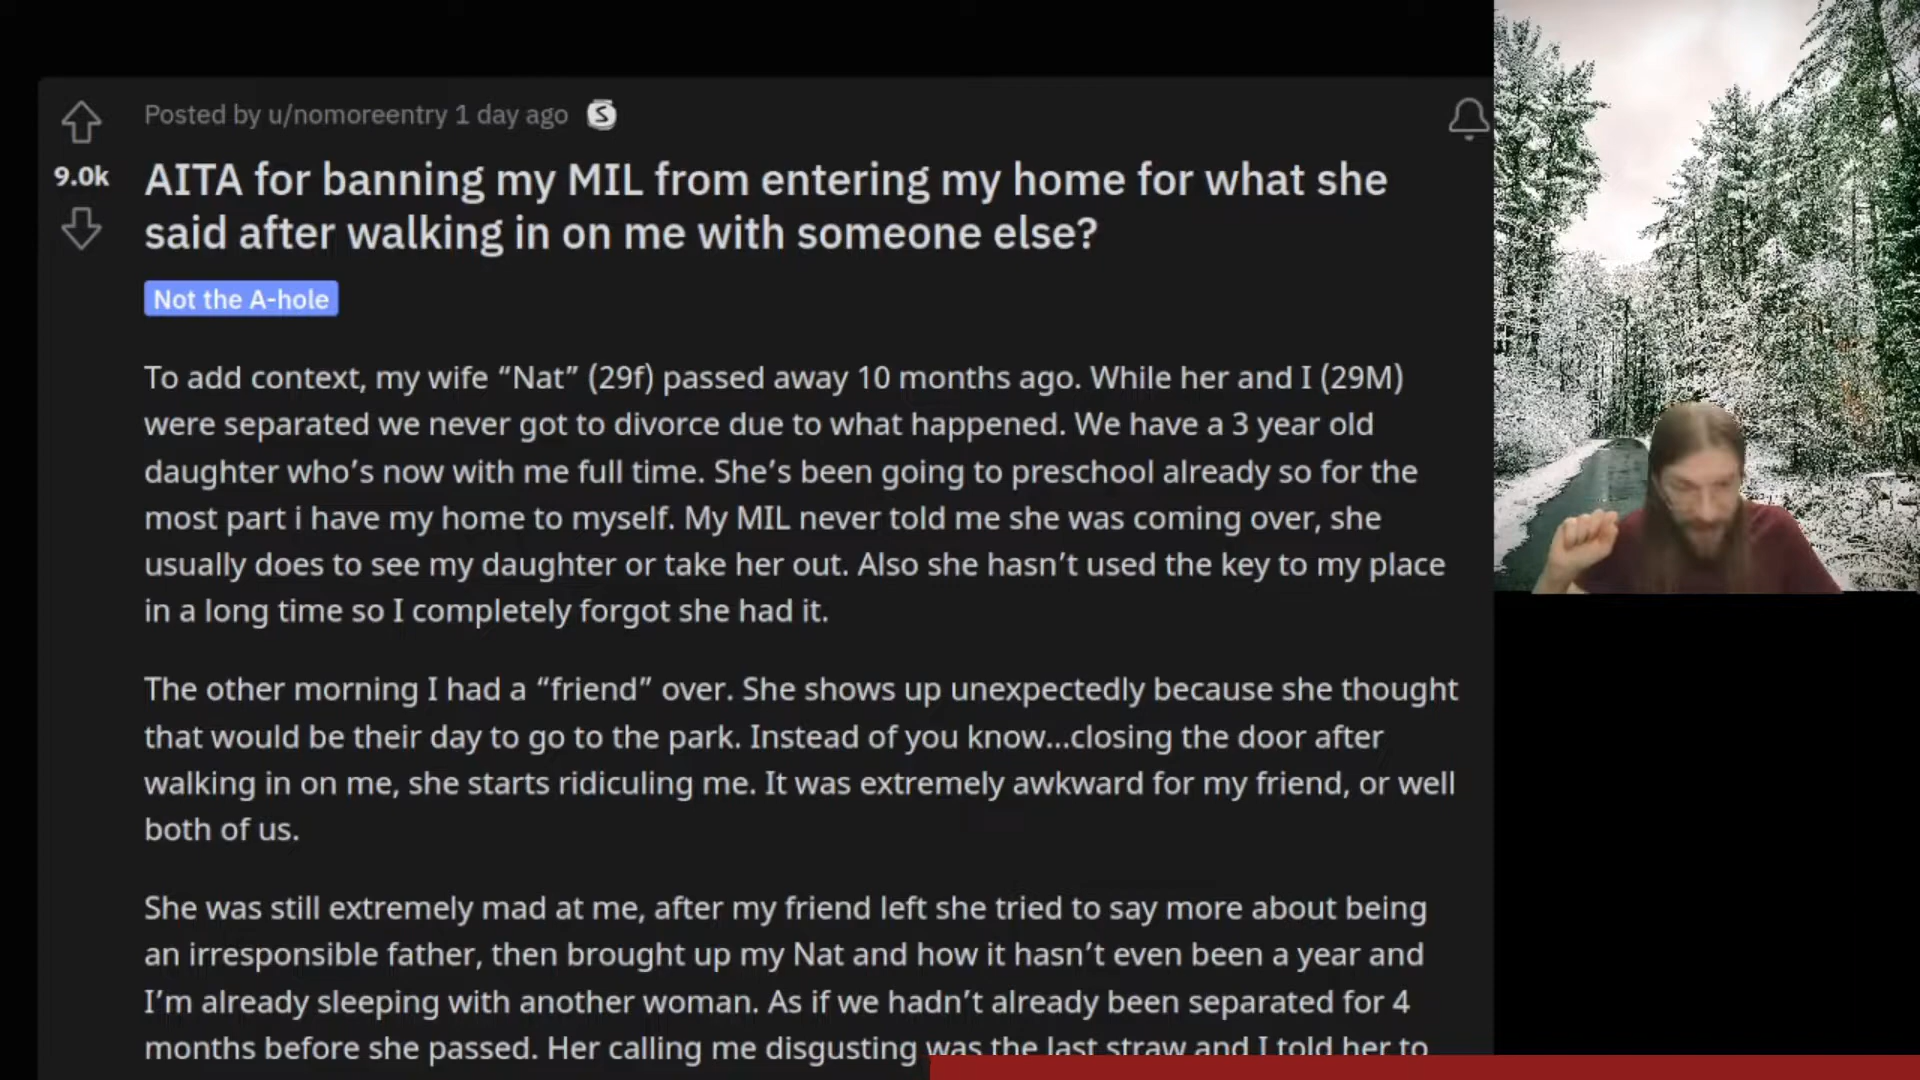 Posted by u/nomoreentry 1 day ago
9.0k
AITA for banning my MIL from entering my home for what she
said after walking in on me with someone else?
Not the A-hole
To add context, my wife “Nat” (29f) passed away 10 months ago. While her and I (29M)
were separated we never got to divorce due to what happened. We have a 3 year old
daughter who’s now with me full time. She’s been going to preschool already so for the
most part i have my home to myself. My MIL never told me she was coming over, she
usually does to see my daughter or take her out. Also she hasn’t used the key to my place
in a long time so I completely forgot she had it.
The other morning I had a “friend” over. She shows up unexpectedly because she thought
that would be their day to go to the park. Instead of you know...closing the door after
walking in on me, she starts ridiculing me. It was extremely awkward for my friend, or well
both of us.
She was still extremely mad at me, after my friend left she tried to say more about being
an irresponsible father, then brought up my Nat and how it hasn’t even been a year and
I’m already sleeping with another woman. As if we hadn’t already been separated for 4
months before she passed. Her calling me disgusting was the last straw and I told her to